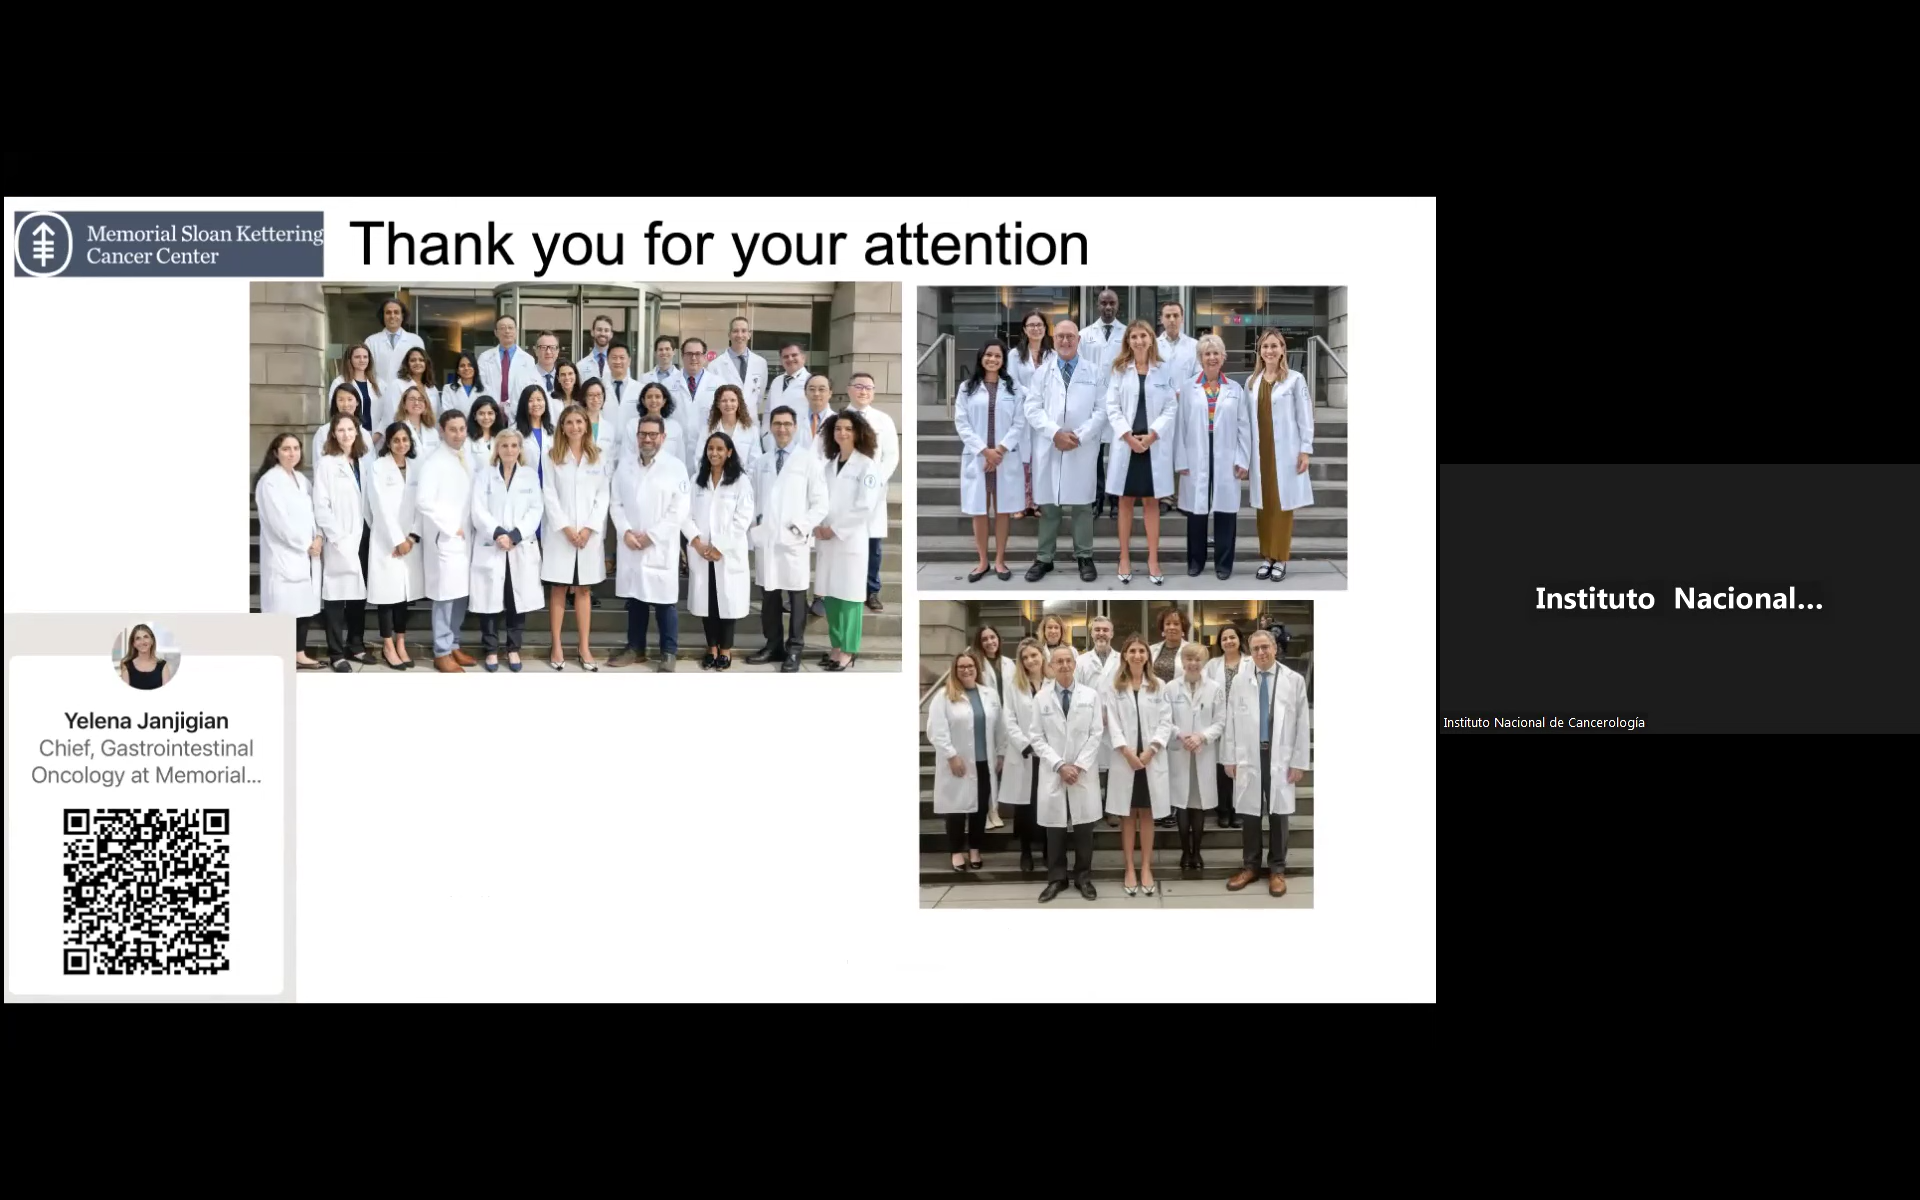 Memorial Sloan Kettering
Cancer Center
Thank you for your attention
Yelena Janjigian
Chief, Gastrointestinal
Oncology at Memorial...
Instituto Nacional...
Instituto Nacional de Cancerología